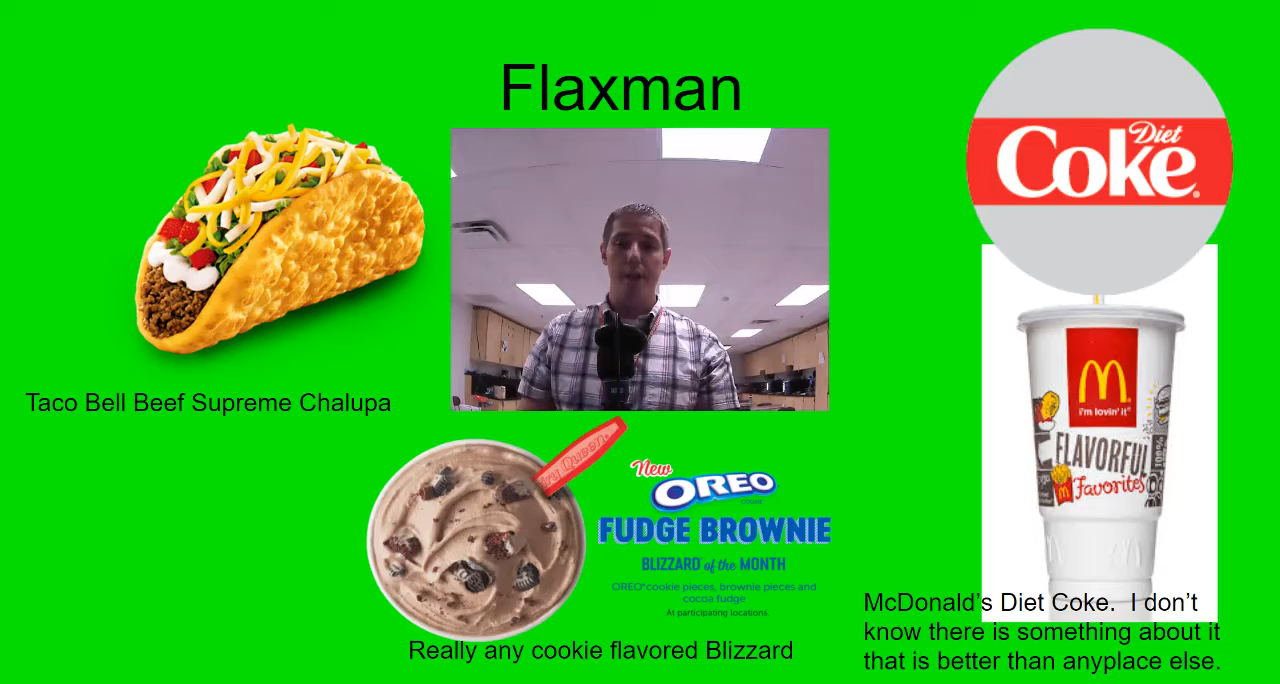 Flaxman
Diet
Coke
Taco Bell Beef Supreme Chalupa
i'm lovin' it
FLAVORFUL
Favorites
100%
New
OREO
FUDGE BROWNIE
BLIZZARD of the MONTH
OREO® cookie pieces, brownie pieces and
cocoa fudge
At participating locations.
Really any cookie flavored Blizzard
McDonald's Diet Coke.  I don't
know there is something about it
that is better than anyplace else.